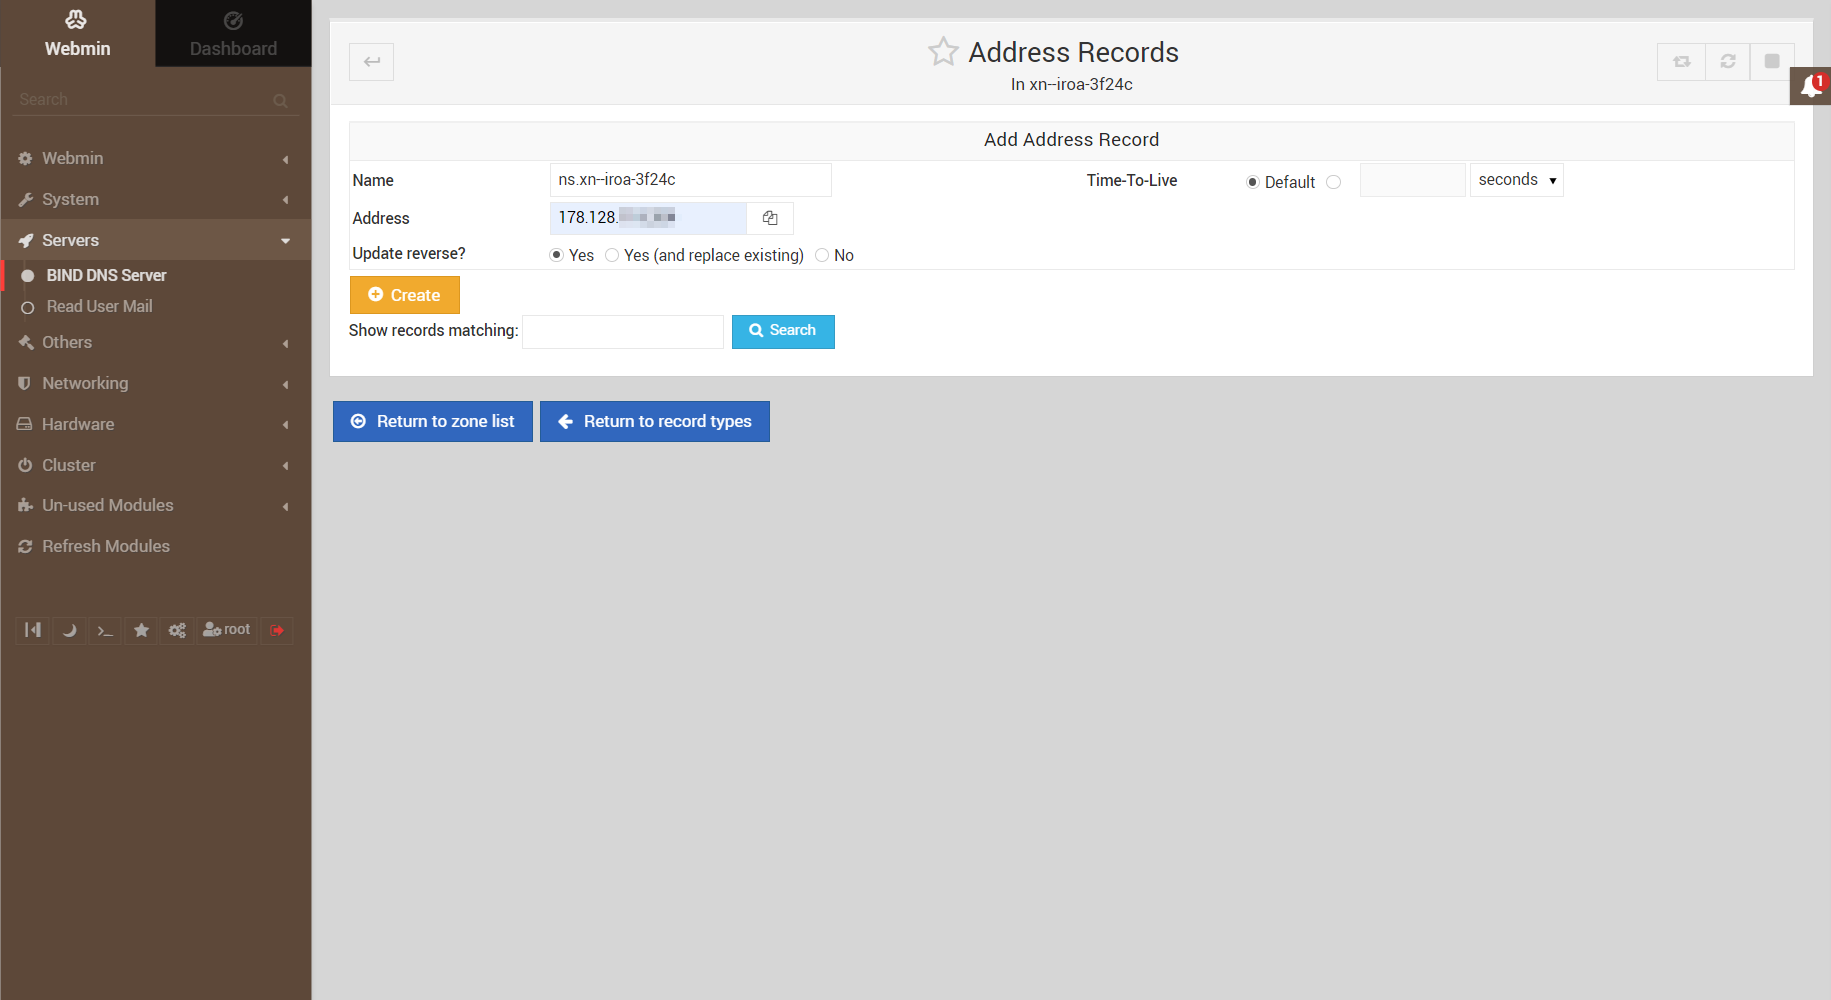 Webmin
Dashboard
Search
Webmin
System
Servers
BIND DNS Server
Read User Mail
Others
Networking
Hardware
Cluster
Un-used Modules
Refresh Modules
root
Address Records
In xn--iroa-3f24c
1
Add Address Record
Name ns.xn--iroa-3f24c Time-To-Live Default seconds
Address 178.128.
Update reverse? Yes Yes (and replace existing) No
Create
Show records matching: Search
Return to zone list Return to record types